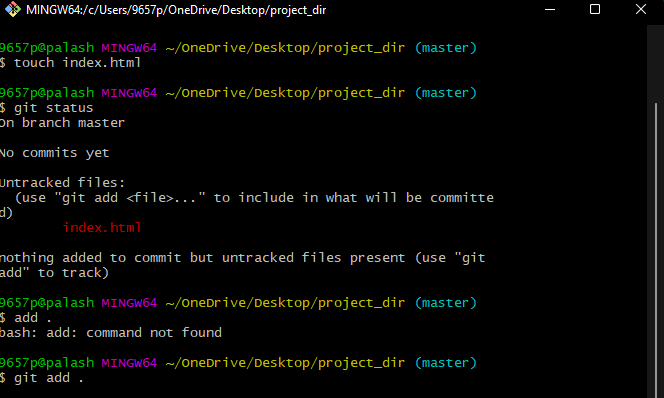 MINGW64:/c/Users/9657p/OneDrive/Desktop/project_dir
9657p@palash MINGW64 ~/OneDrive/Desktop/project_dir (master)
$ touch index.html
9657p@palash MINGW64 ~/OneDrive/Desktop/project_dir (master)
$ git status
On branch master
No commits yet
Untracked files:
  (use "git add <file>..." to include in what will be committe
d)
        index.html
nothing added to commit but untracked files present (use "git
add" to track)
9657p@palash MINGW64 ~/OneDrive/Desktop/project_dir (master)
$ add .
bash: add: command not found
9657p@palash MINGW64 ~/OneDrive/Desktop/project_dir (master)
$ git add .